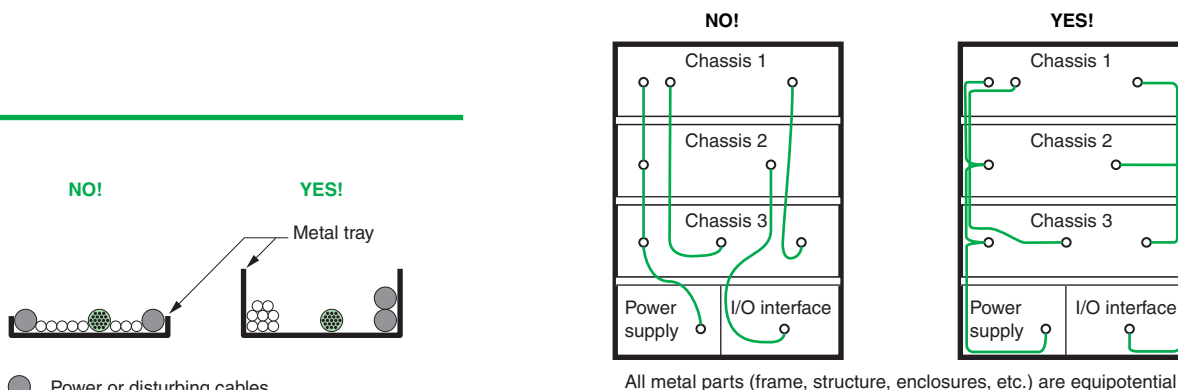 NO!
YES!
Metal tray
Power or disturbing cables
NO!
Chassis 1
Chassis 2
Chassis 3
Power
supply
I/O interface
YES!
Chassis 1
Chassis 2
Chassis 3
Power
supply
I/O interface
All metal parts (frame, structure, enclosures, etc.) are equipotential